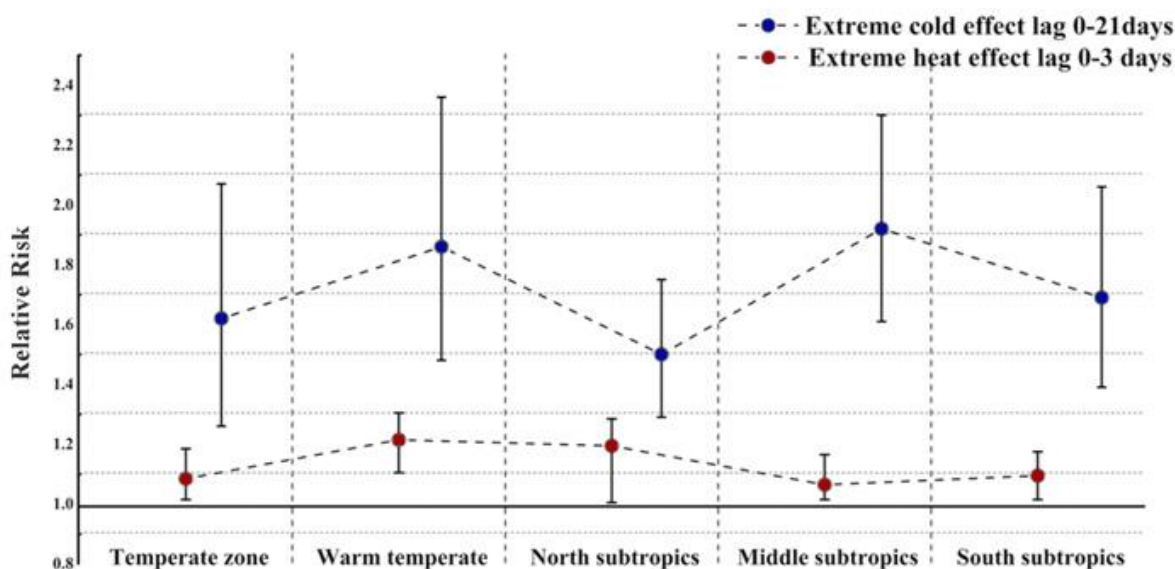 Extreme cold effect lag 0-21days
Extreme heat effect lag 0-3 days
Relative Risk
2.4
2.2
2.0
1.8
1.6
1.4
1.2
1.0
0.8
Temperate zone
Warm temperate
North subtropics
Middle subtropics
South subtropics